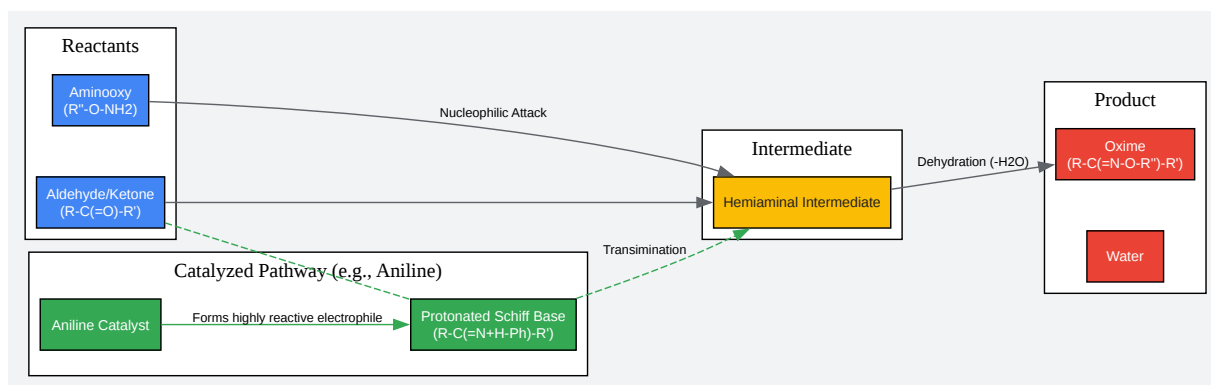 Reactants
Aminooxy
(R"-O-NH2)
Nucleophilic Attack
Aldehyde/Ketone
(R-C(=O)-R')
Intermediate
Hemiaminal Intermediate
Dehydration (-H2O)
Product
Oxime
(R-C(=N-O-R")-R')
Water
Transimination
Catalyzed Pathway (e.g., Aniline)
Aniline Catalyst
Forms highly reactive electrophile
Protonated Schiff Base
(R-C(=N+H-Ph)-R')